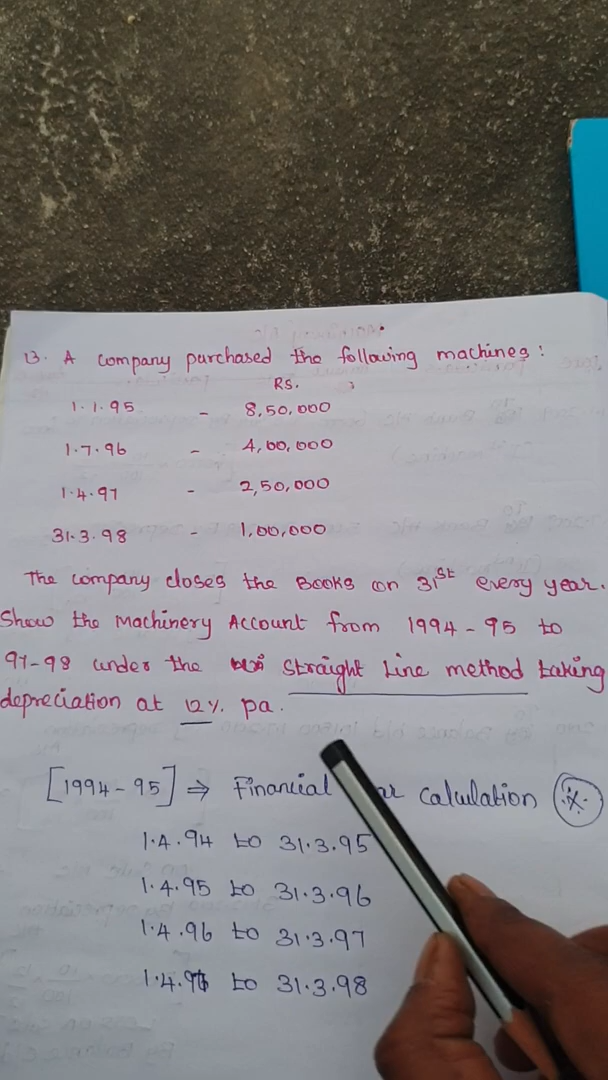 13. A company purchased the following machines:
RS.
1.1.95 - 8,50,000
1.7.96 - 4,00,000
1.4.97 - 2,50,000
31.3.98 - 1,00,000
The company closes the Books on 31st every year.
Show the Machinery Account from 1994-95 to
97-98 under the straight Line method taking
depreciation at 12% pa.
[1994-95] ⇒ Financial calculation
1.4.94 to 31.3.95
1.4.95 to 31.3.96
1.4.96 to 31.3.97
1.4.97 to 31.3.98